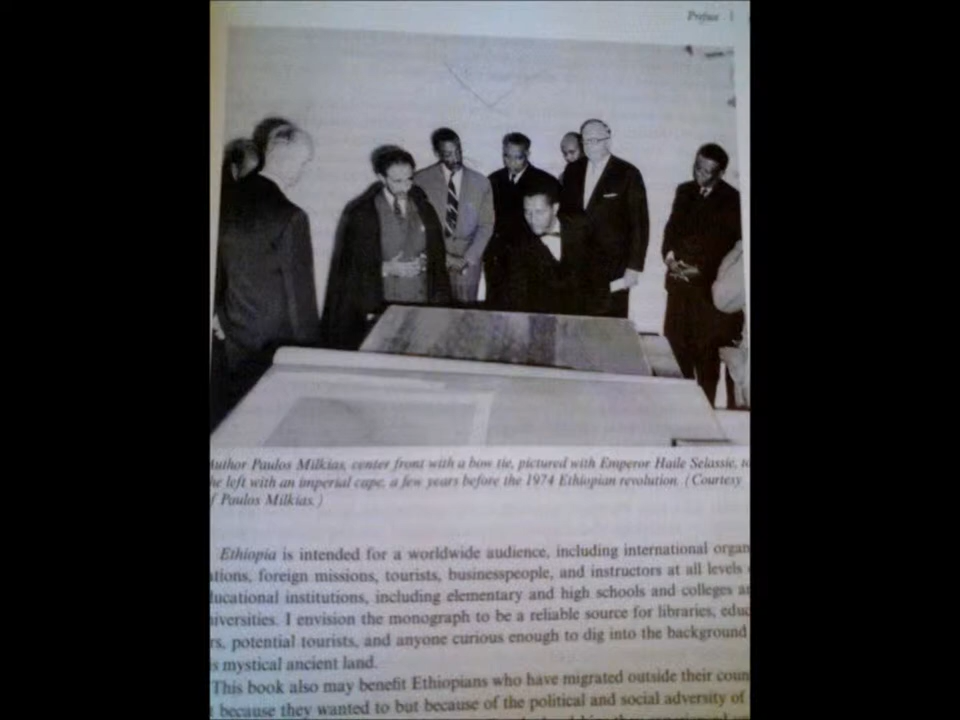 Preface
Author Paulos Milkias, center front with a bow tie, pictured with Emperor Haile Selassie, to
he left with an imperial cape, a few years before the 1974 Ethiopian revolution. (Courtesy
f Paulos Milkias.)
Ethiopia is intended for a worldwide audience, including international organ
ations, foreign missions, tourists, businesspeople, and instructors at all levels
ducational institutions, including elementary and high schools and colleges a
niversities. I envision the monograph to be a reliable source for libraries, educ
rs, potential tourists, and anyone curious enough to dig into the background
s mystical ancient land.
This book also may benefit Ethiopians who have migrated outside their coun
t because they wanted to but because of the political and social adversity of